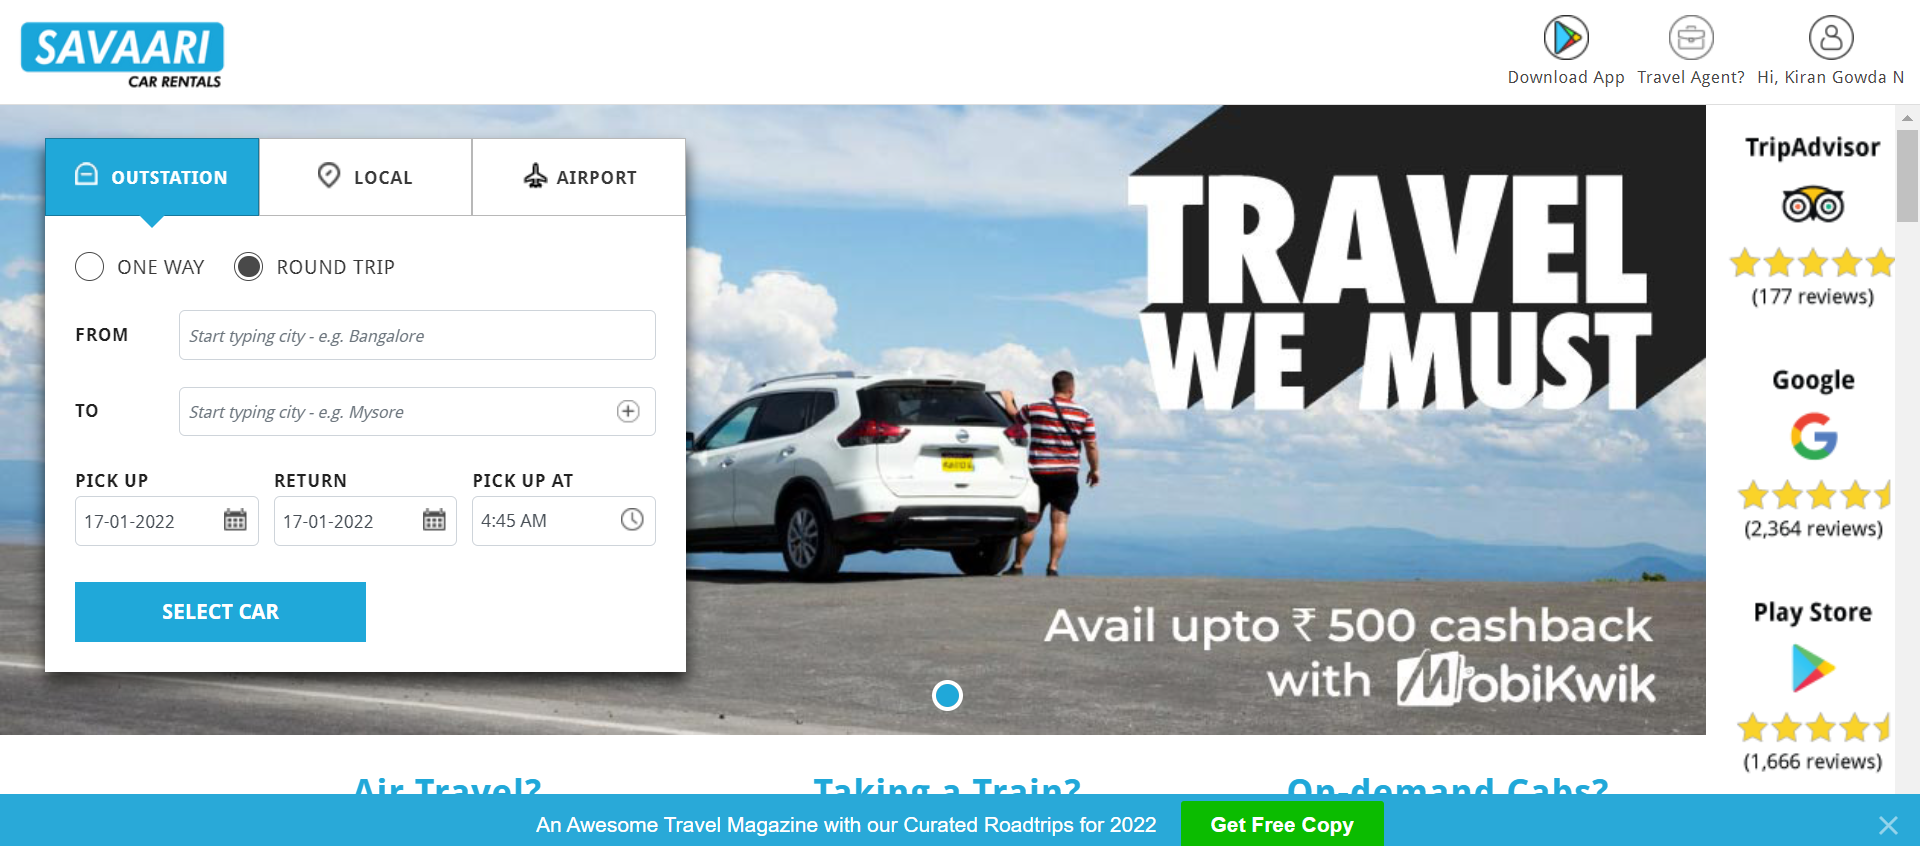 SAVAARI
CAR RENTALS
Download App
Travel Agent?
Hi, Kiran Gowda N
OUTSTATION
LOCAL
AIRPORT
ONE WAY
ROUND TRIP
FROM
Start typing city - e.g. Bangalore
TO
Start typing city - e.g. Mysore
PICK UP
RETURN
PICK UP AT
17-01-2022
17-01-2022
4:45 AM
SELECT CAR
TRAVEL
WE MUST
Avail upto ₹ 500 cashback
with MobiKwik
TripAdvisor
(177 reviews)
Google
(2,364 reviews)
Play Store
(1,666 reviews)
Air Travel?
Taking a Train?
On-demand Cabs?
An Awesome Travel Magazine with our Curated Roadtrips for 2022
Get Free Copy